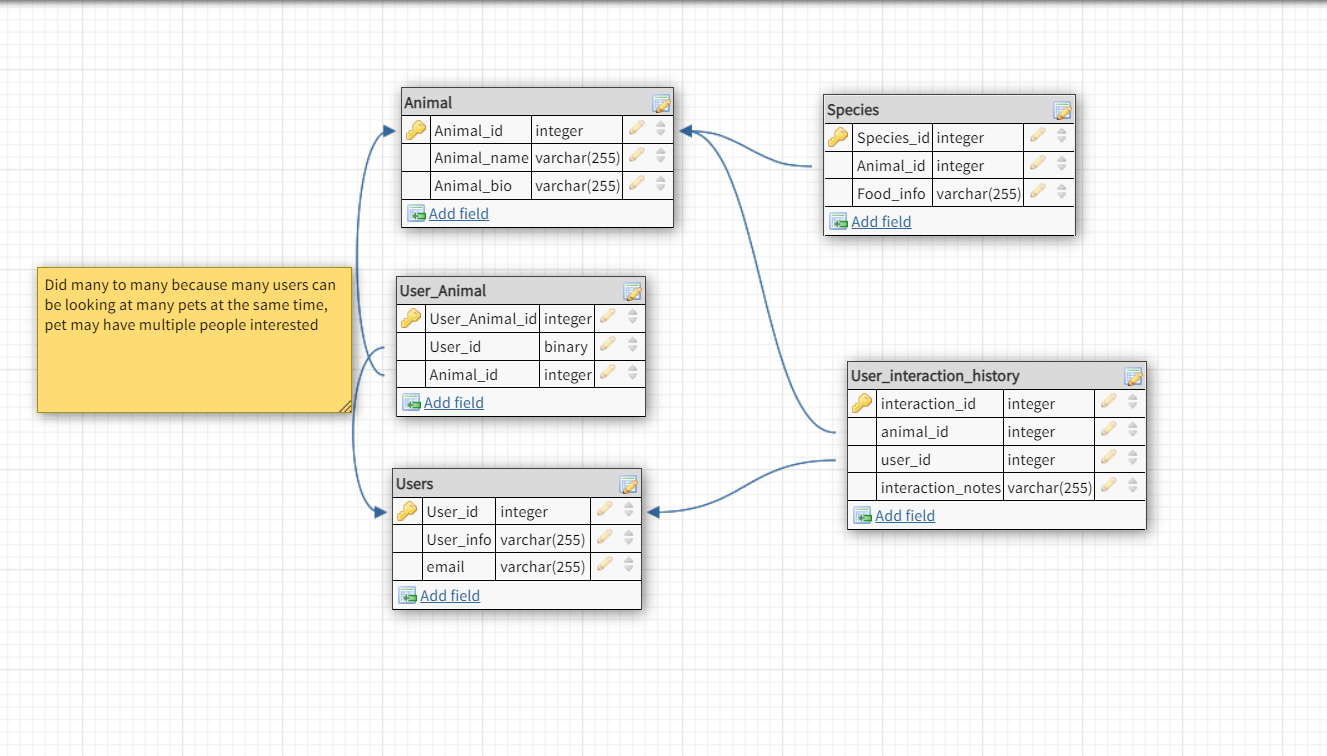 Animal
Animal_id integer
Animal_name varchar(255)
Animal_bio varchar(255)
Add field
Species
Species_id integer
Animal_id integer
Food_info varchar(255)
Add field
Did many to many because many users can
be looking at many pets at the same time,
pet may have multiple people interested
User_Animal
User_Animal_id integer
User_id binary
Animal_id integer
Add field
User_interaction_history
interaction_id integer
animal_id integer
user_id integer
interaction_notes varchar(255)
Add field
Users
User_id integer
User_info varchar(255)
email varchar(255)
Add field